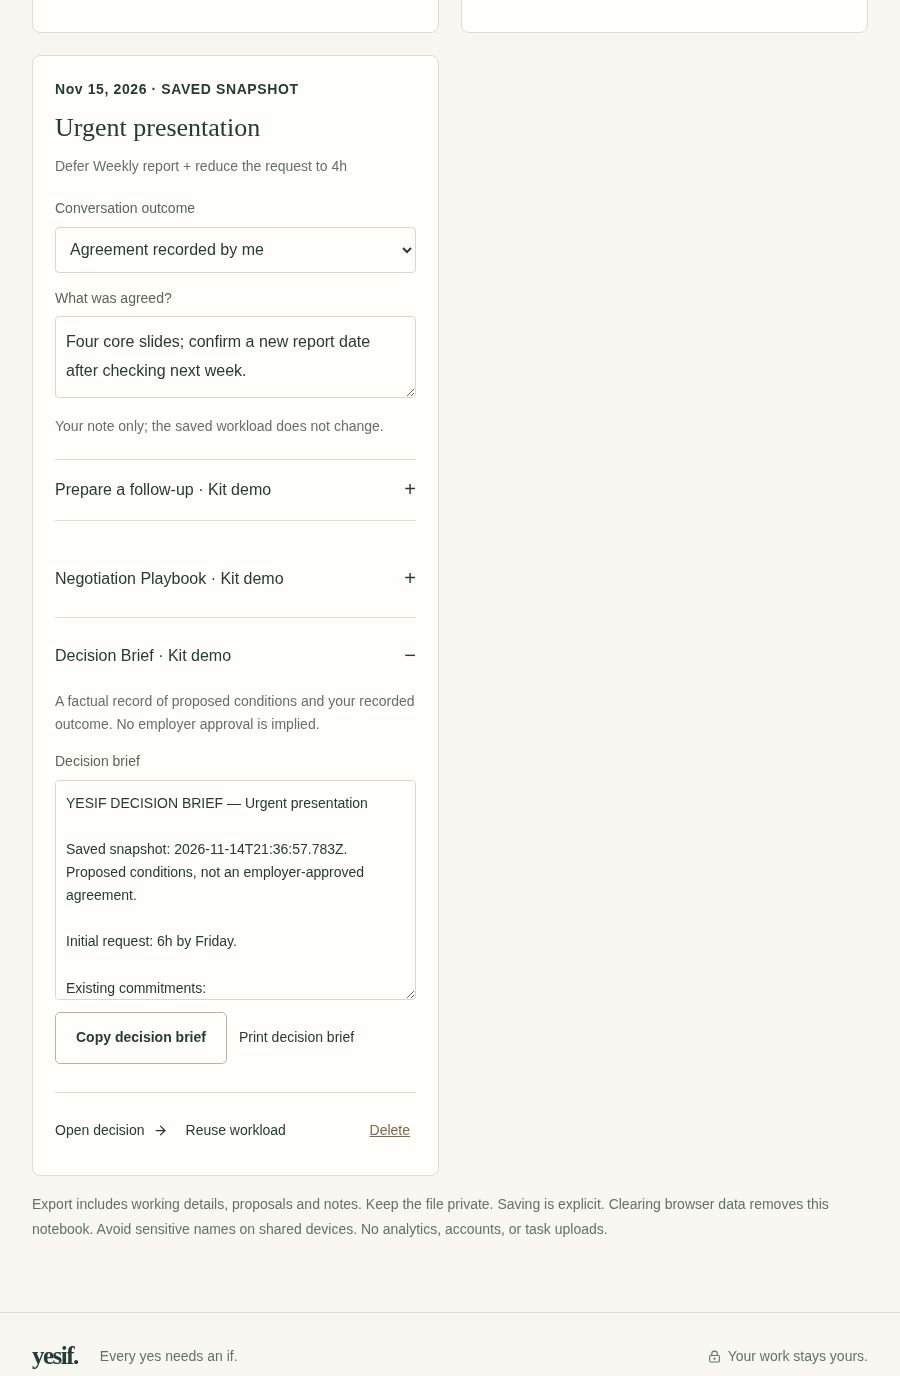 Nov 15, 2026 · SAVED SNAPSHOT
Urgent presentation
Defer Weekly report + reduce the request to 4h
Conversation outcome
Agreement recorded by me
What was agreed?
Four core slides; confirm a new report date
after checking next week.
Your note only; the saved workload does not change.
Prepare a follow-up · Kit demo +
Negotiation Playbook · Kit demo +
Decision Brief · Kit demo −
A factual record of proposed conditions and your recorded
outcome. No employer approval is implied.
Decision brief
YESIF DECISION BRIEF — Urgent presentation
Saved snapshot: 2026-11-14T21:36:57.783Z.
Proposed conditions, not an employer-approved
agreement.
Initial request: 6h by Friday.
Existing commitments:
Copy decision brief Print decision brief
Open decision → Reuse workload Delete
Export includes working details, proposals and notes. Keep the file private. Saving is explicit. Clearing browser data removes this
notebook. Avoid sensitive names on shared devices. No analytics, accounts, or task uploads.
yesif. Every yes needs an if. Your work stays yours.